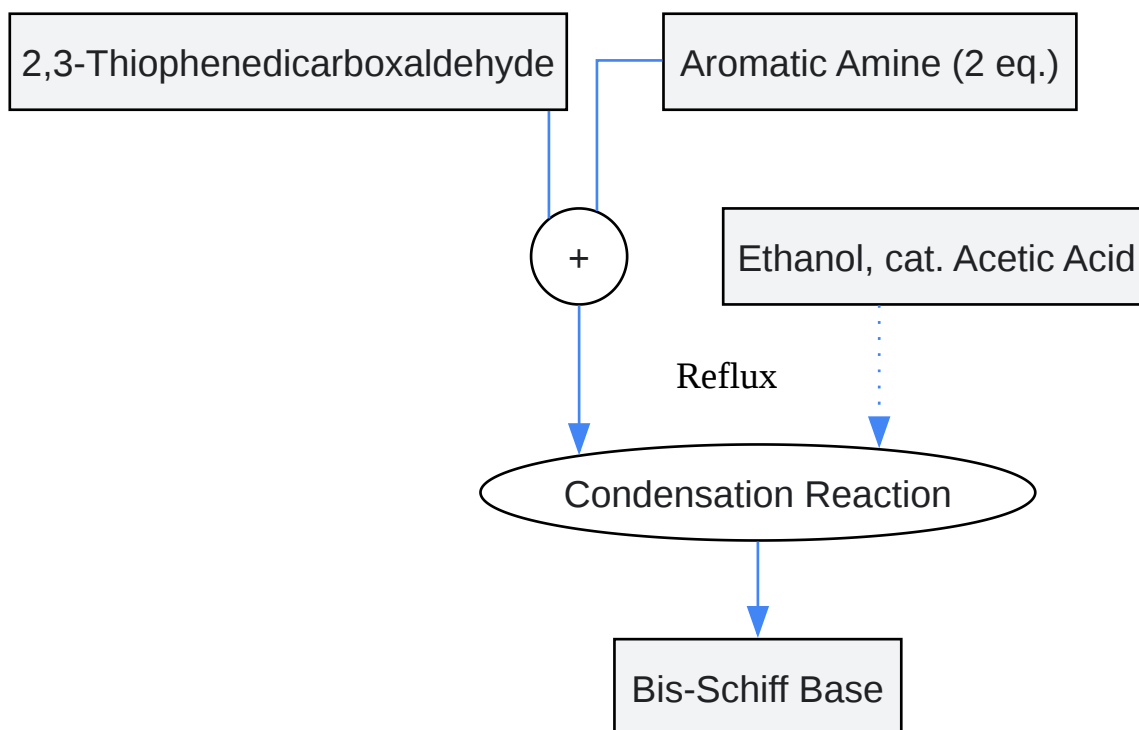 2,3-Thiophenedicarboxaldehyde
Aromatic Amine (2 eq.)
+
Ethanol, cat. Acetic Acid
Reflux
Condensation Reaction
Bis-Schiff Base